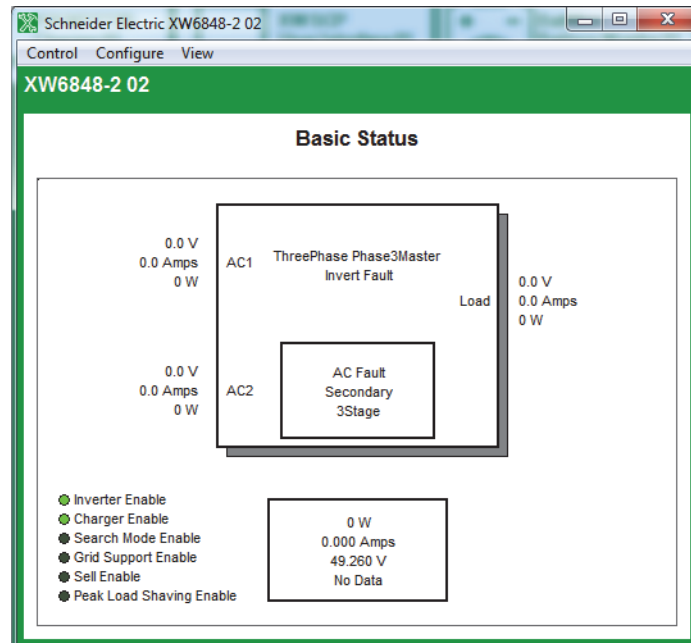 Schneider Electric XW6848-2 02
Control Configure View
XW6848-2 02
Basic Status
0.0 V
0.0 Amps
0 W
AC1
ThreePhase Phase3Master
Invert Fault
Load
0.0 V
0.0 Amps
0 W
0.0 V
0.0 Amps
0 W
AC2
AC Fault
Secondary
3Stage
Inverter Enable
Charger Enable
Search Mode Enable
Grid Support Enable
Sell Enable
Peak Load Shaving Enable
0 W
0.000 Amps
49.260 V
No Data